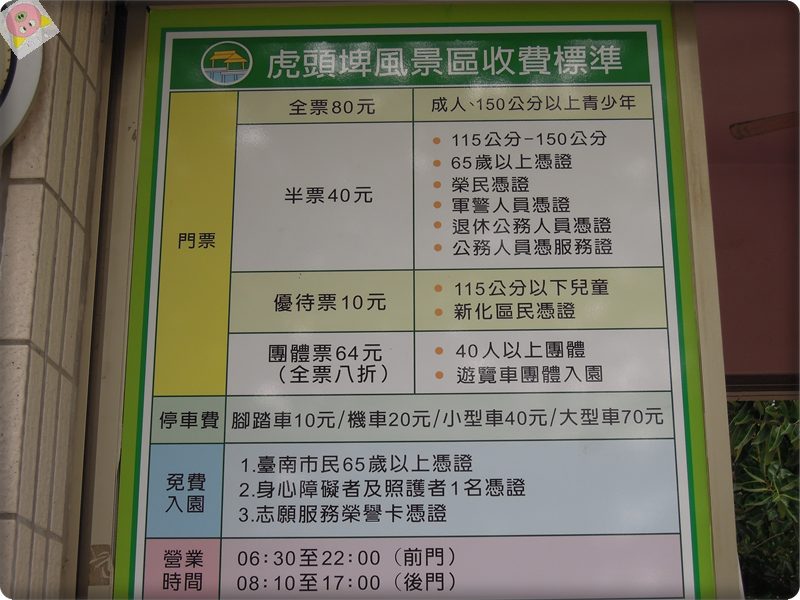 虎頭埤風景區收費標準
門票
全票80元
成人、150公分以上青少年
半票40元
115公分-150公分
65歲以上憑證
榮民憑證
軍警人員憑證
退休公務人員憑證
公務人員憑服務證
優待票10元
115公分以下兒童
新化區民憑證
團體票64元
(全票八折)
40人以上團體
遊覽車團體入園
停車費
腳踏車10元/機車20元/小型車40元/大型車70元
免費
入園
1.臺南市民65歲以上憑證
2.身心障礙者及照護者1名憑證
3.志願服務榮譽卡憑證
營業
時間
06:30至22:00（前門）
08:10至17:00（後門）